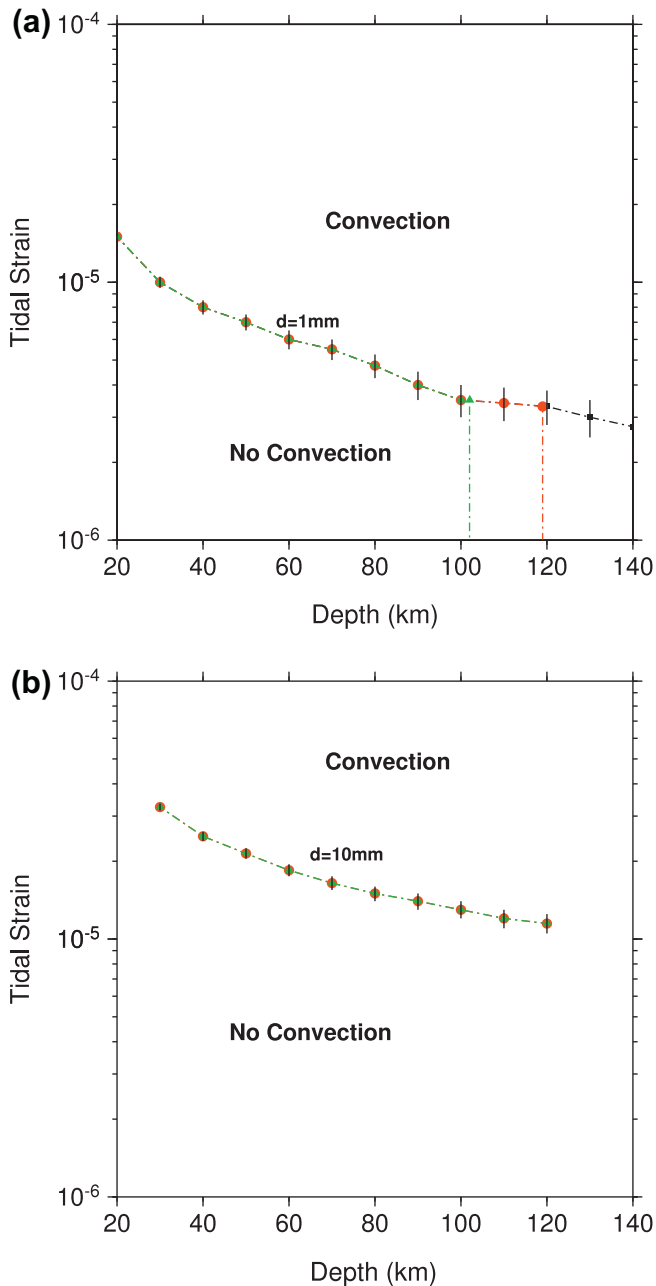 (a)
10-4
Convection
Tidal Strain
10-5
d=1mm
No Convection
10-6
20 40 60 80 100 120 140
Depth (km)
(b)
10-4
Convection
d=10mm
Tidal Strain
10-5
No Convection
10-6
20 40 60 80 100 120 140
Depth (km)